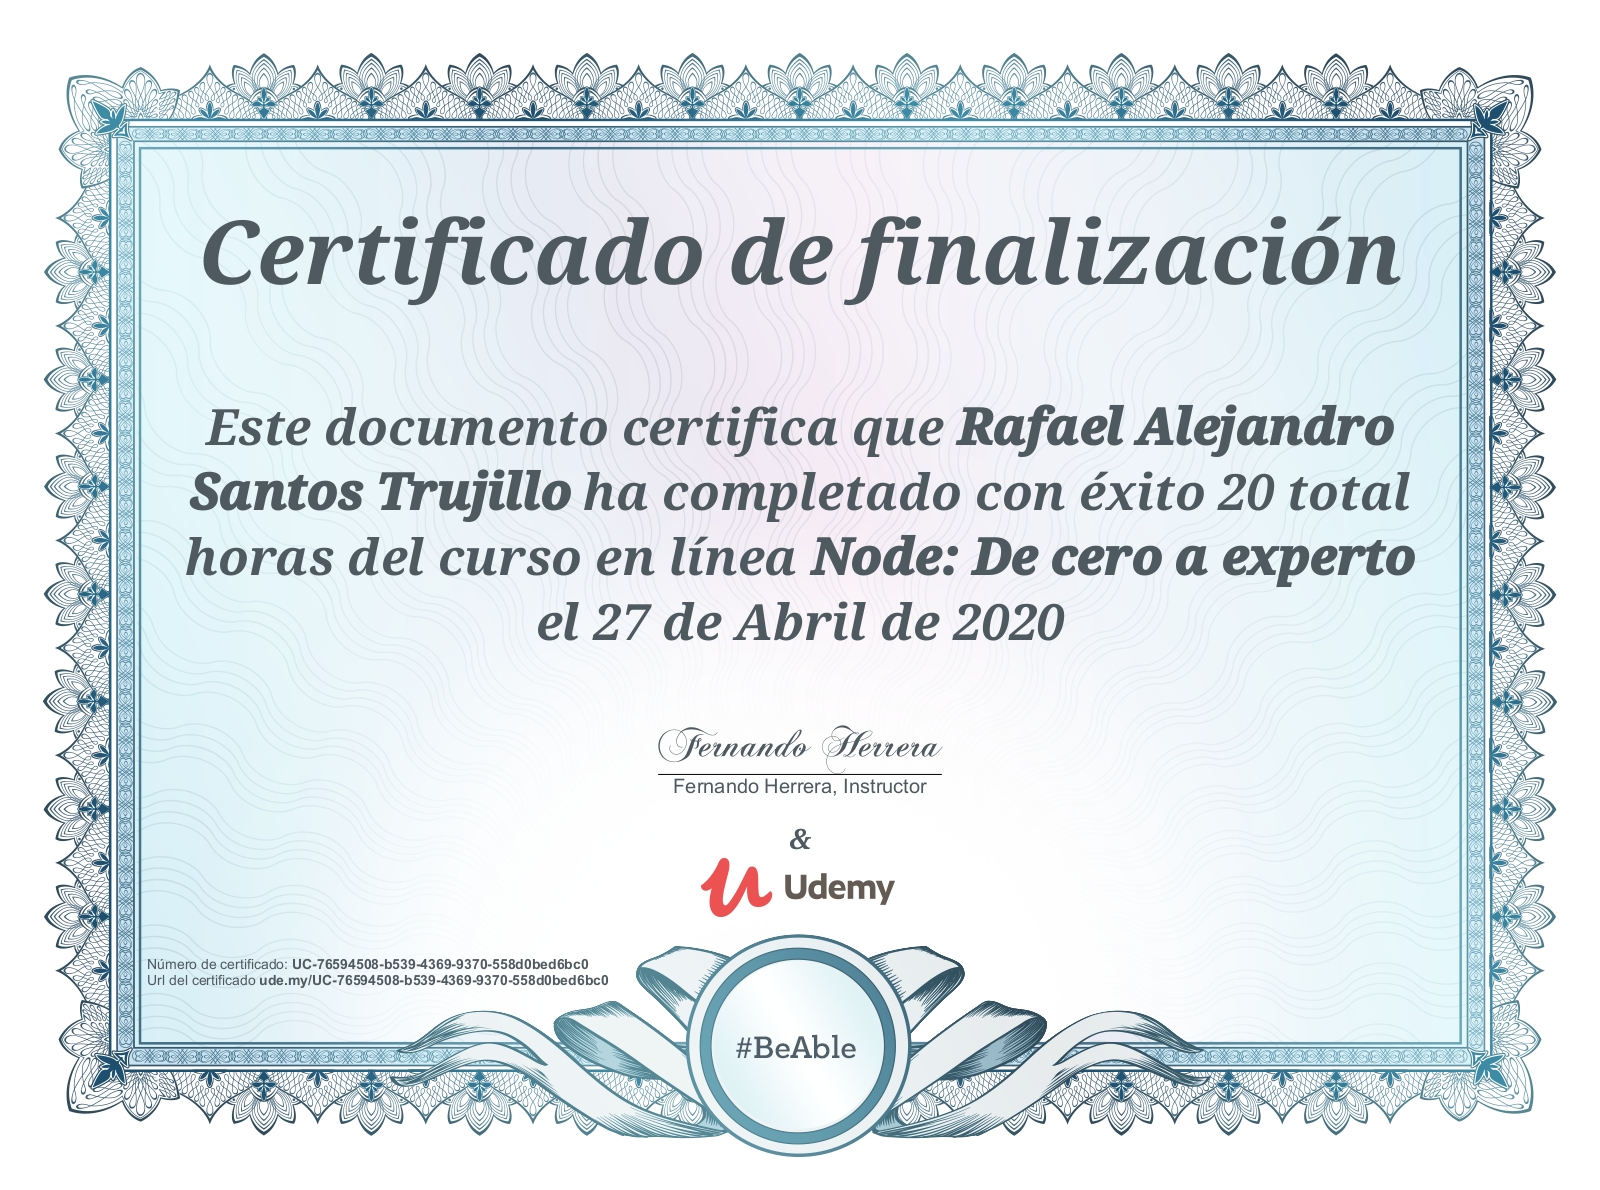 Certificado de finalización
Este documento certifica que Rafael Alejandro
Santos Trujillo ha completado con éxito 20 total
horas del curso en línea Node: De cero a experto
el 27 de Abril de 2020
Fernando Herrera
Fernando Herrera, Instructor
&
Udemy
Número de certificado: UC-76594508-b539-4369-9370-558d0bed6bc0
Url del certificado ude.my/UC-76594508-b539-4369-9370-558d0bed6bc0
#BeAble